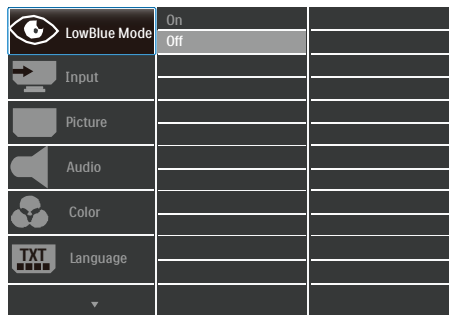 LowBlue Mode
On
Off
Input
Picture
Audio
Color
TXT
Language